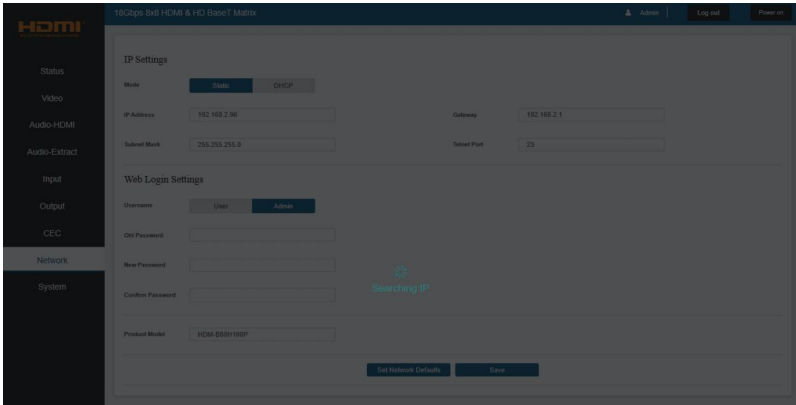 18Gbps 8x8 HDMI & HD BaseT Matrix
Admin
Log out
Power on
HDMI
Status
Video
Audio-HDMI
Audio-Extract
Input
Output
CEC
Network
System
IP Settings
Mode Static DHCP
IP Address 192.168.2.96 Gateway 192.168.2.1
Subnet Mask 255.255.255.0 Telnet Port 23
Web Login Settings
Username User Admin
Old Password
New Password
Searching IP
Confirm Password
Product Model
Set Network Defaults Save